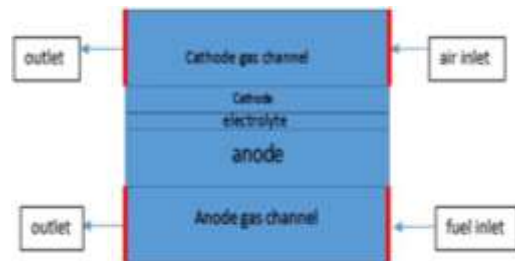 outlet
Cathode gas channel
air inlet
Cathode
electrolyte
anode
outlet
Anode gas channel
fuel inlet